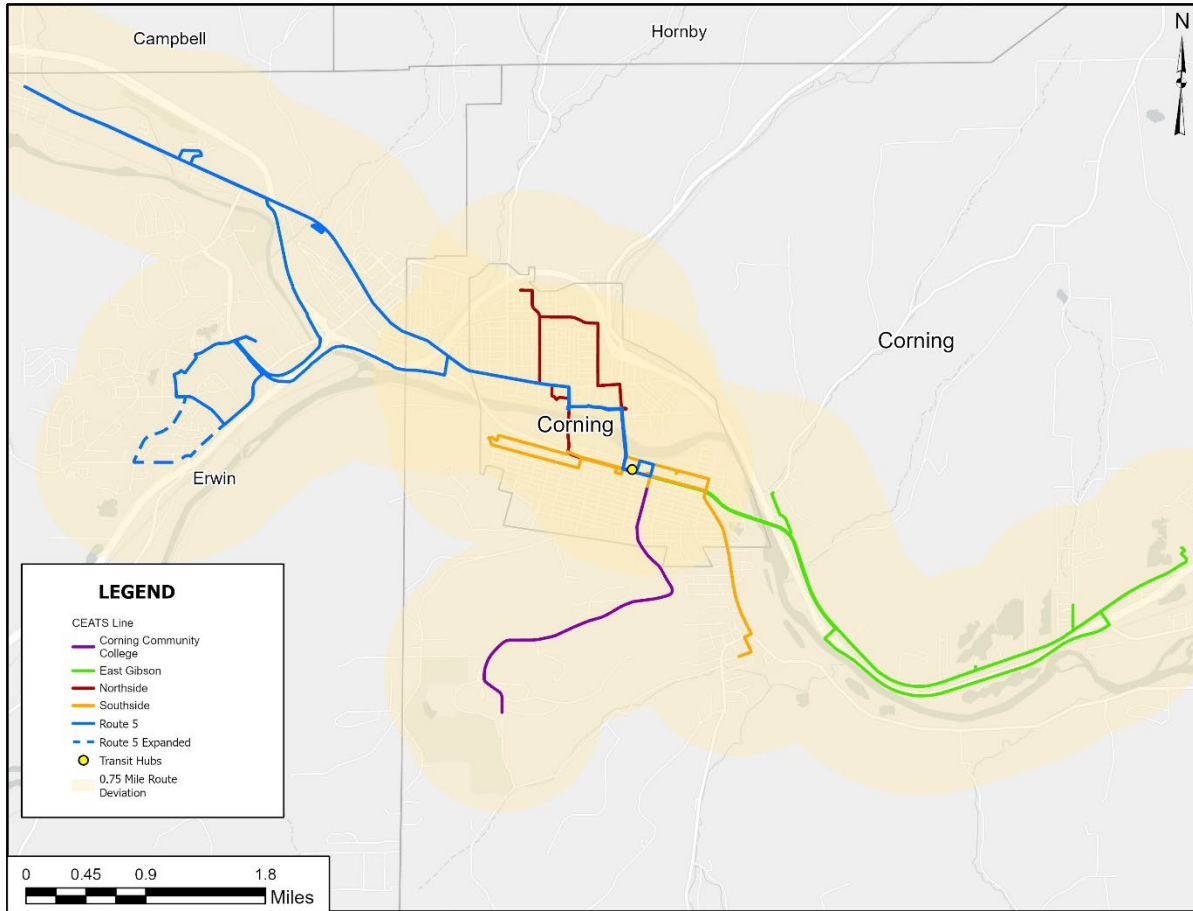 Campbell
Hornby
N
Corning
Corning
Erwin
LEGEND
CEATS Line
Corning Community
College
East Gibson
Northside
Southside
Route 5
Route 5 Expanded
Transit Hubs
0.75 Mile Route
Deviation
0 0.45 0.9 1.8
Miles